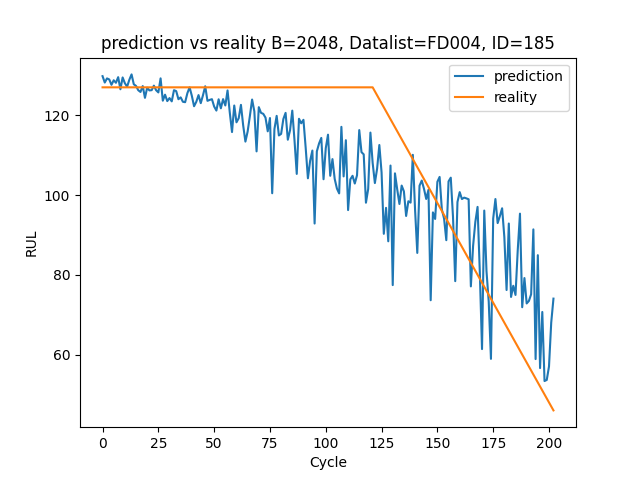 prediction vs reality B=2048, Datalist=FD004, ID=185
prediction
reality
RUL
120
100
80
60
0 25 50 75 100 125 150 175 200
Cycle